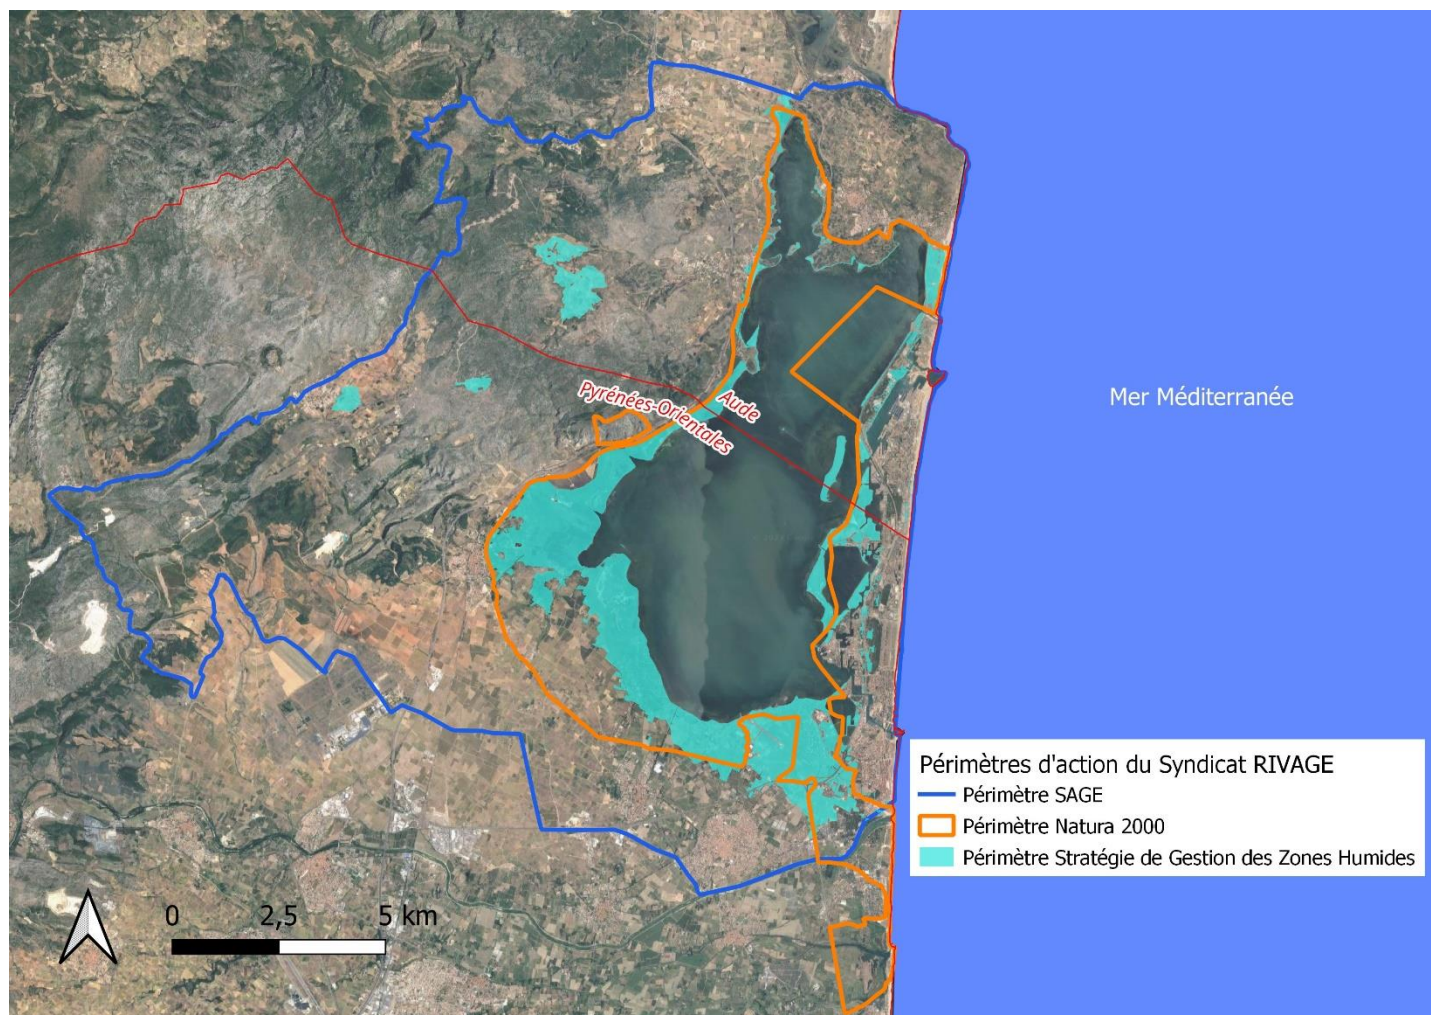 Mer Méditerranée
Aude
Pyrénées-Orientales
Périmètres d'action du Syndicat RIVAGE
Périmètre SAGE
Périmètre Natura 2000
Périmètre Stratégie de Gestion des Zones Humides
0 2,5 5 km